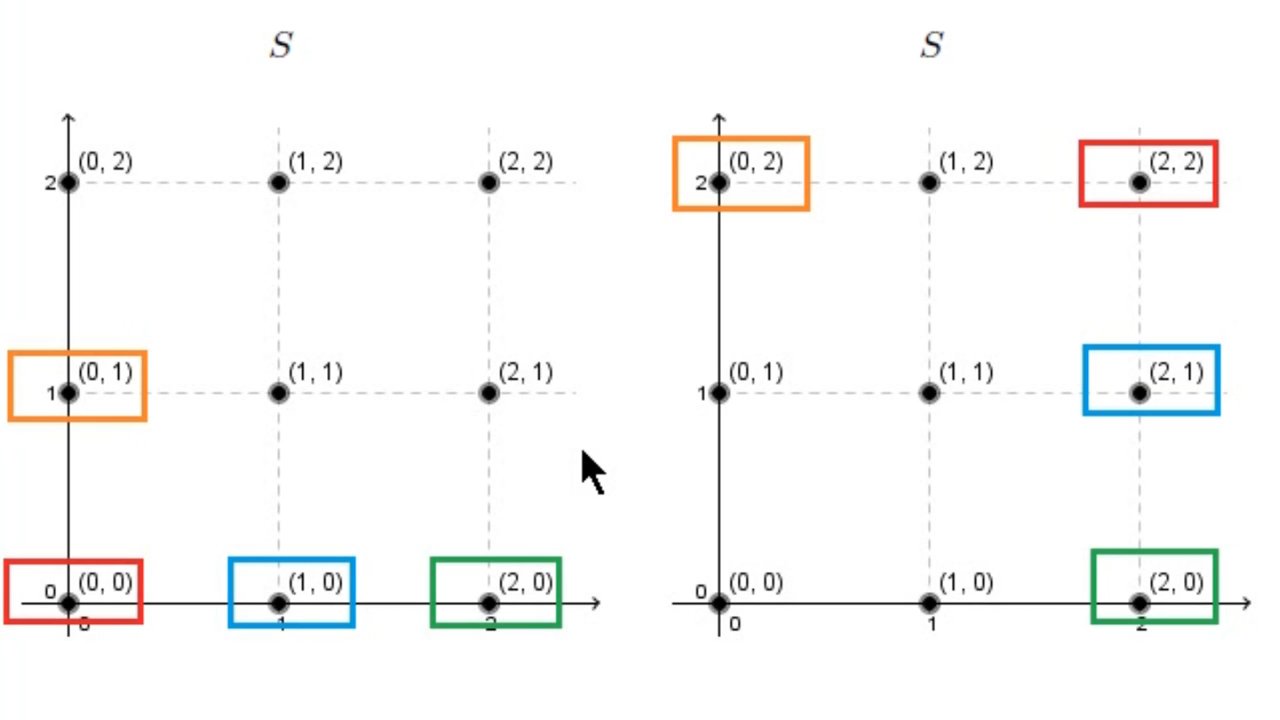 S S
(0, 2) (1, 2) (2, 2) (0, 2) (1, 2) (2, 2)
2 2
(0, 1) (1, 1) (2, 1) (0, 1) (1, 1) (2, 1)
1 1
(0, 0) (1, 0) (2, 0) (0, 0) (1, 0) (2, 0)
0 0
0 1 2 0 1 2